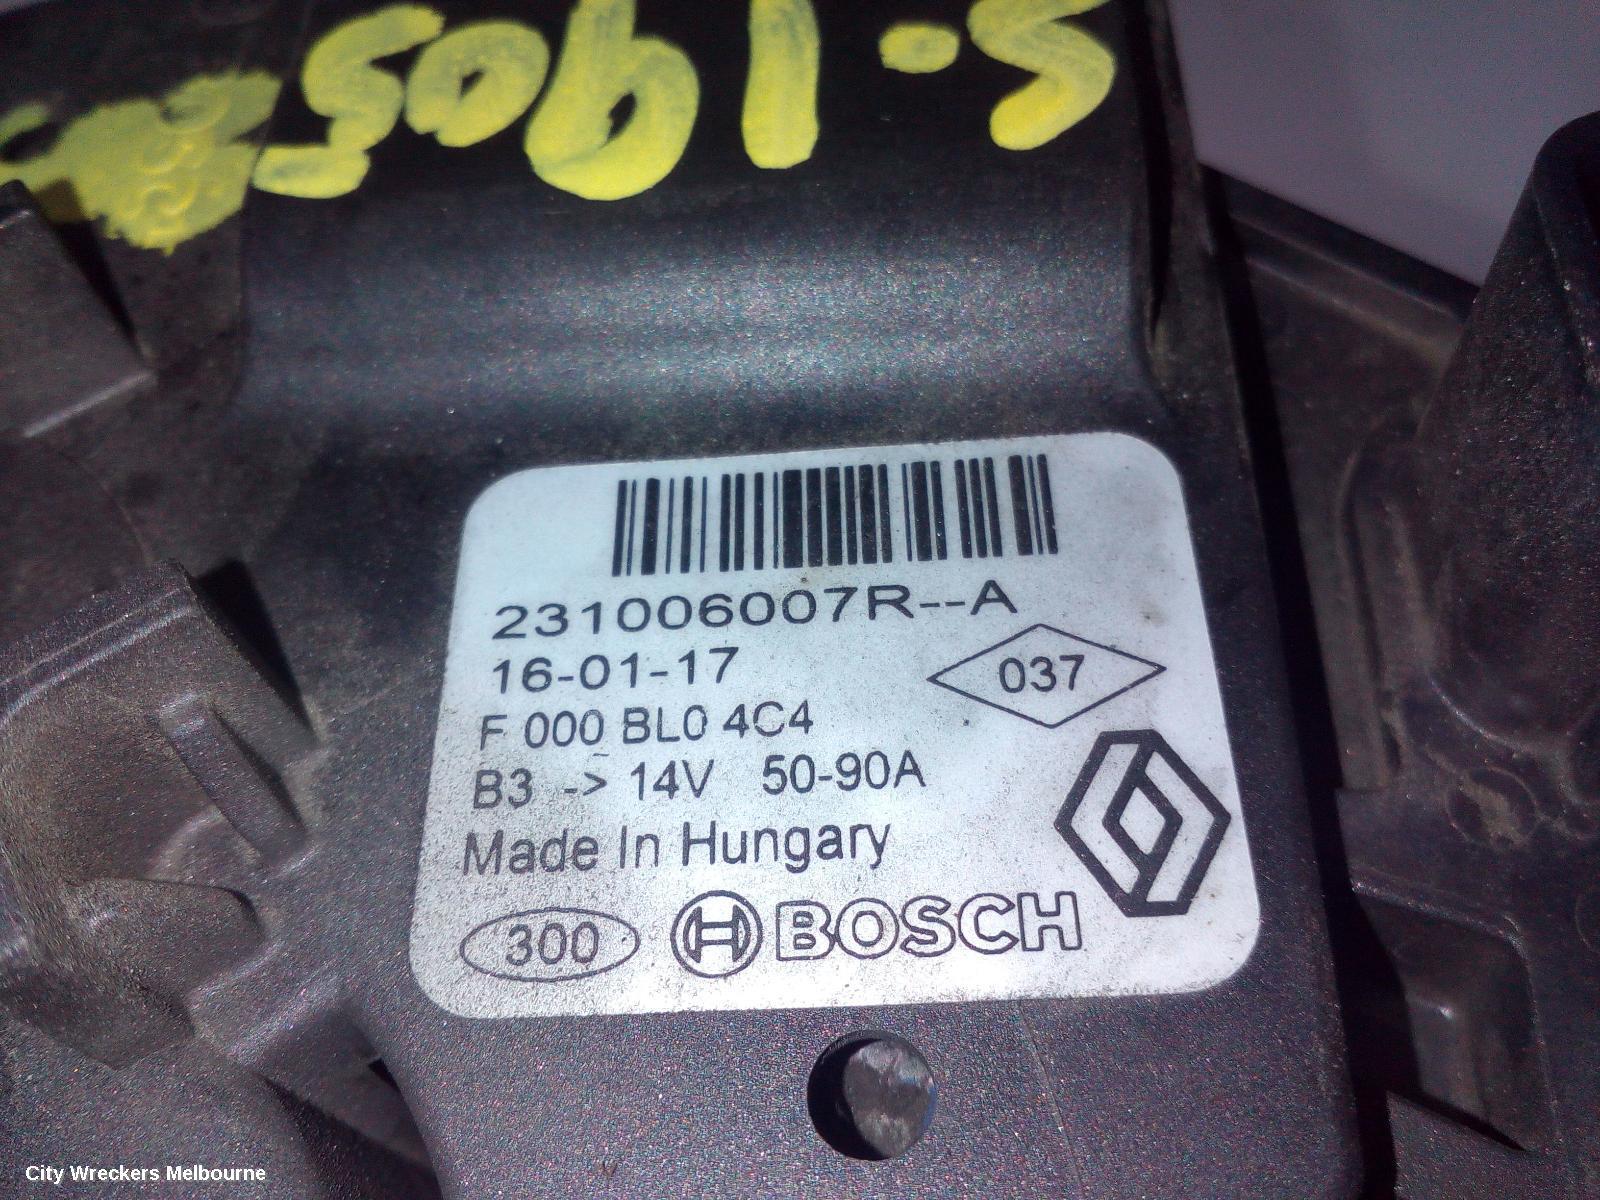 S.1905
231006007R--A
16-01-17
037
F 000 BL0 4C4
B3 -> 14V 50-90A
Made In Hungary
300 BOSCH
City Wreckers Melbourne